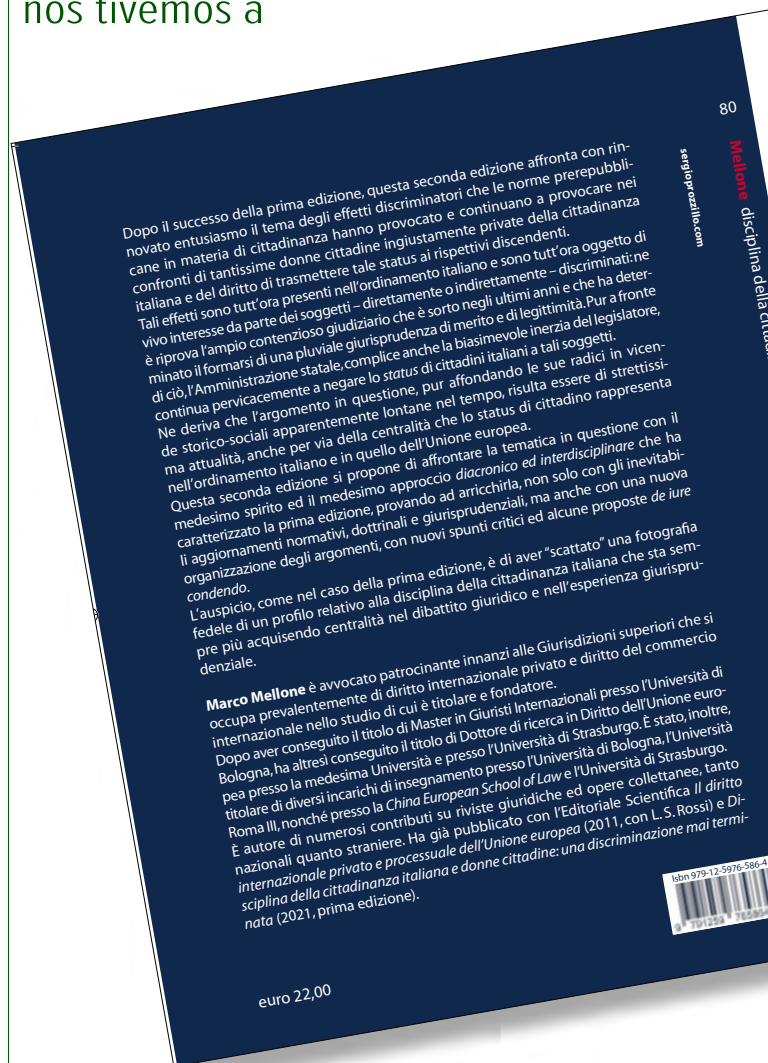 nos tivemos a
Dopo il successo della prima edizione, questa seconda edizione affronta con rin-
novato entusiasmo il tema degli effetti discriminatori che le norme prerepubbli-
cane in materia di cittadinanza hanno provocato e continuano a provocare nei
confronti di tantissime donne cittadine ingiustamente private della cittadinanza
italiana e del diritto di trasmettere tale status ai rispettivi discendenti.
Tali effetti sono tutt'ora presenti nell'ordinamento italiano e sono tutt'ora oggetto di
vivo interesse da parte dei soggetti – direttamente o indirettamente – discriminati: ne
è riprova l'ampio contenzioso giudiziario che è sorto negli ultimi anni e che ha deter-
minato il formarsi di una pluviale giurisprudenza di merito e di legittimità. Pur a fronte
di ciò, l'Amministrazione statale, complice anche la biasimevole inerzia del legislatore,
continua pervicacemente a negare lo status di cittadini italiani a tali soggetti.
Ne deriva che l'argomento in questione, pur affondando le sue radici in vicen-
de storico-sociali apparentemente lontane nel tempo, risulta essere di strettissi-
ma attualità, anche per via della centralità che lo status di cittadino rappresenta
nell'ordinamento italiano e in quello dell'Unione europea.
Questa seconda edizione si propone di affrontare la tematica in questione con il
medesimo spirito ed il medesimo approccio diacronico ed interdisciplinare che ha
caratterizzato la prima edizione, provando ad arricchirla, non solo con gli inevitabi-
li aggiornamenti normativi, dottrinali e giurisprudenziali, ma anche con una nuova
organizzazione degli argomenti, con nuovi spunti critici ed alcune proposte de iure
condendo.
L'auspicio, come nel caso della prima edizione, è di aver "scattato" una fotografia
fedele di un profilo relativo alla disciplina della cittadinanza italiana che sta sem-
pre più acquisendo centralità nel dibattito giuridico e nell'esperienza giurispru-
denziale.
Marco Mellone è avvocato patrocinante innanzi alle Giurisdizioni superiori che si
occupa prevalentemente di diritto internazionale privato e diritto del commercio
internazionale nello studio di cui è titolare e fondatore.
Dopo aver conseguito il titolo di Master in Giuristi Internazionali presso l'Università di
Bologna, ha altresì conseguito il titolo di Dottore di ricerca in Diritto dell'Unione euro-
pea presso la medesima Università e presso l'Università di Strasburgo. È stato, inoltre,
titolare di diversi incarichi di insegnamento presso l'Università di Bologna, l'Università
Roma III, nonché presso la China European School of Law e l'Università di Strasburgo.
È autore di numerosi contributi su riviste giuridiche ed opere collettanee, tanto
nazionali quanto straniere. Ha già pubblicato con l'Editoriale Scientifica Il diritto
internazionale privato e processuale dell'Unione europea (2011, con L. S. Rossi) e Di-
sciplina della cittadinanza italiana e donne cittadine: una discriminazione mai termi-
nata (2021, prima edizione).
euro 22,00
Isbn 979-12-5976-586-4
sergioprozzillo.com
80
Mellone disciplina della